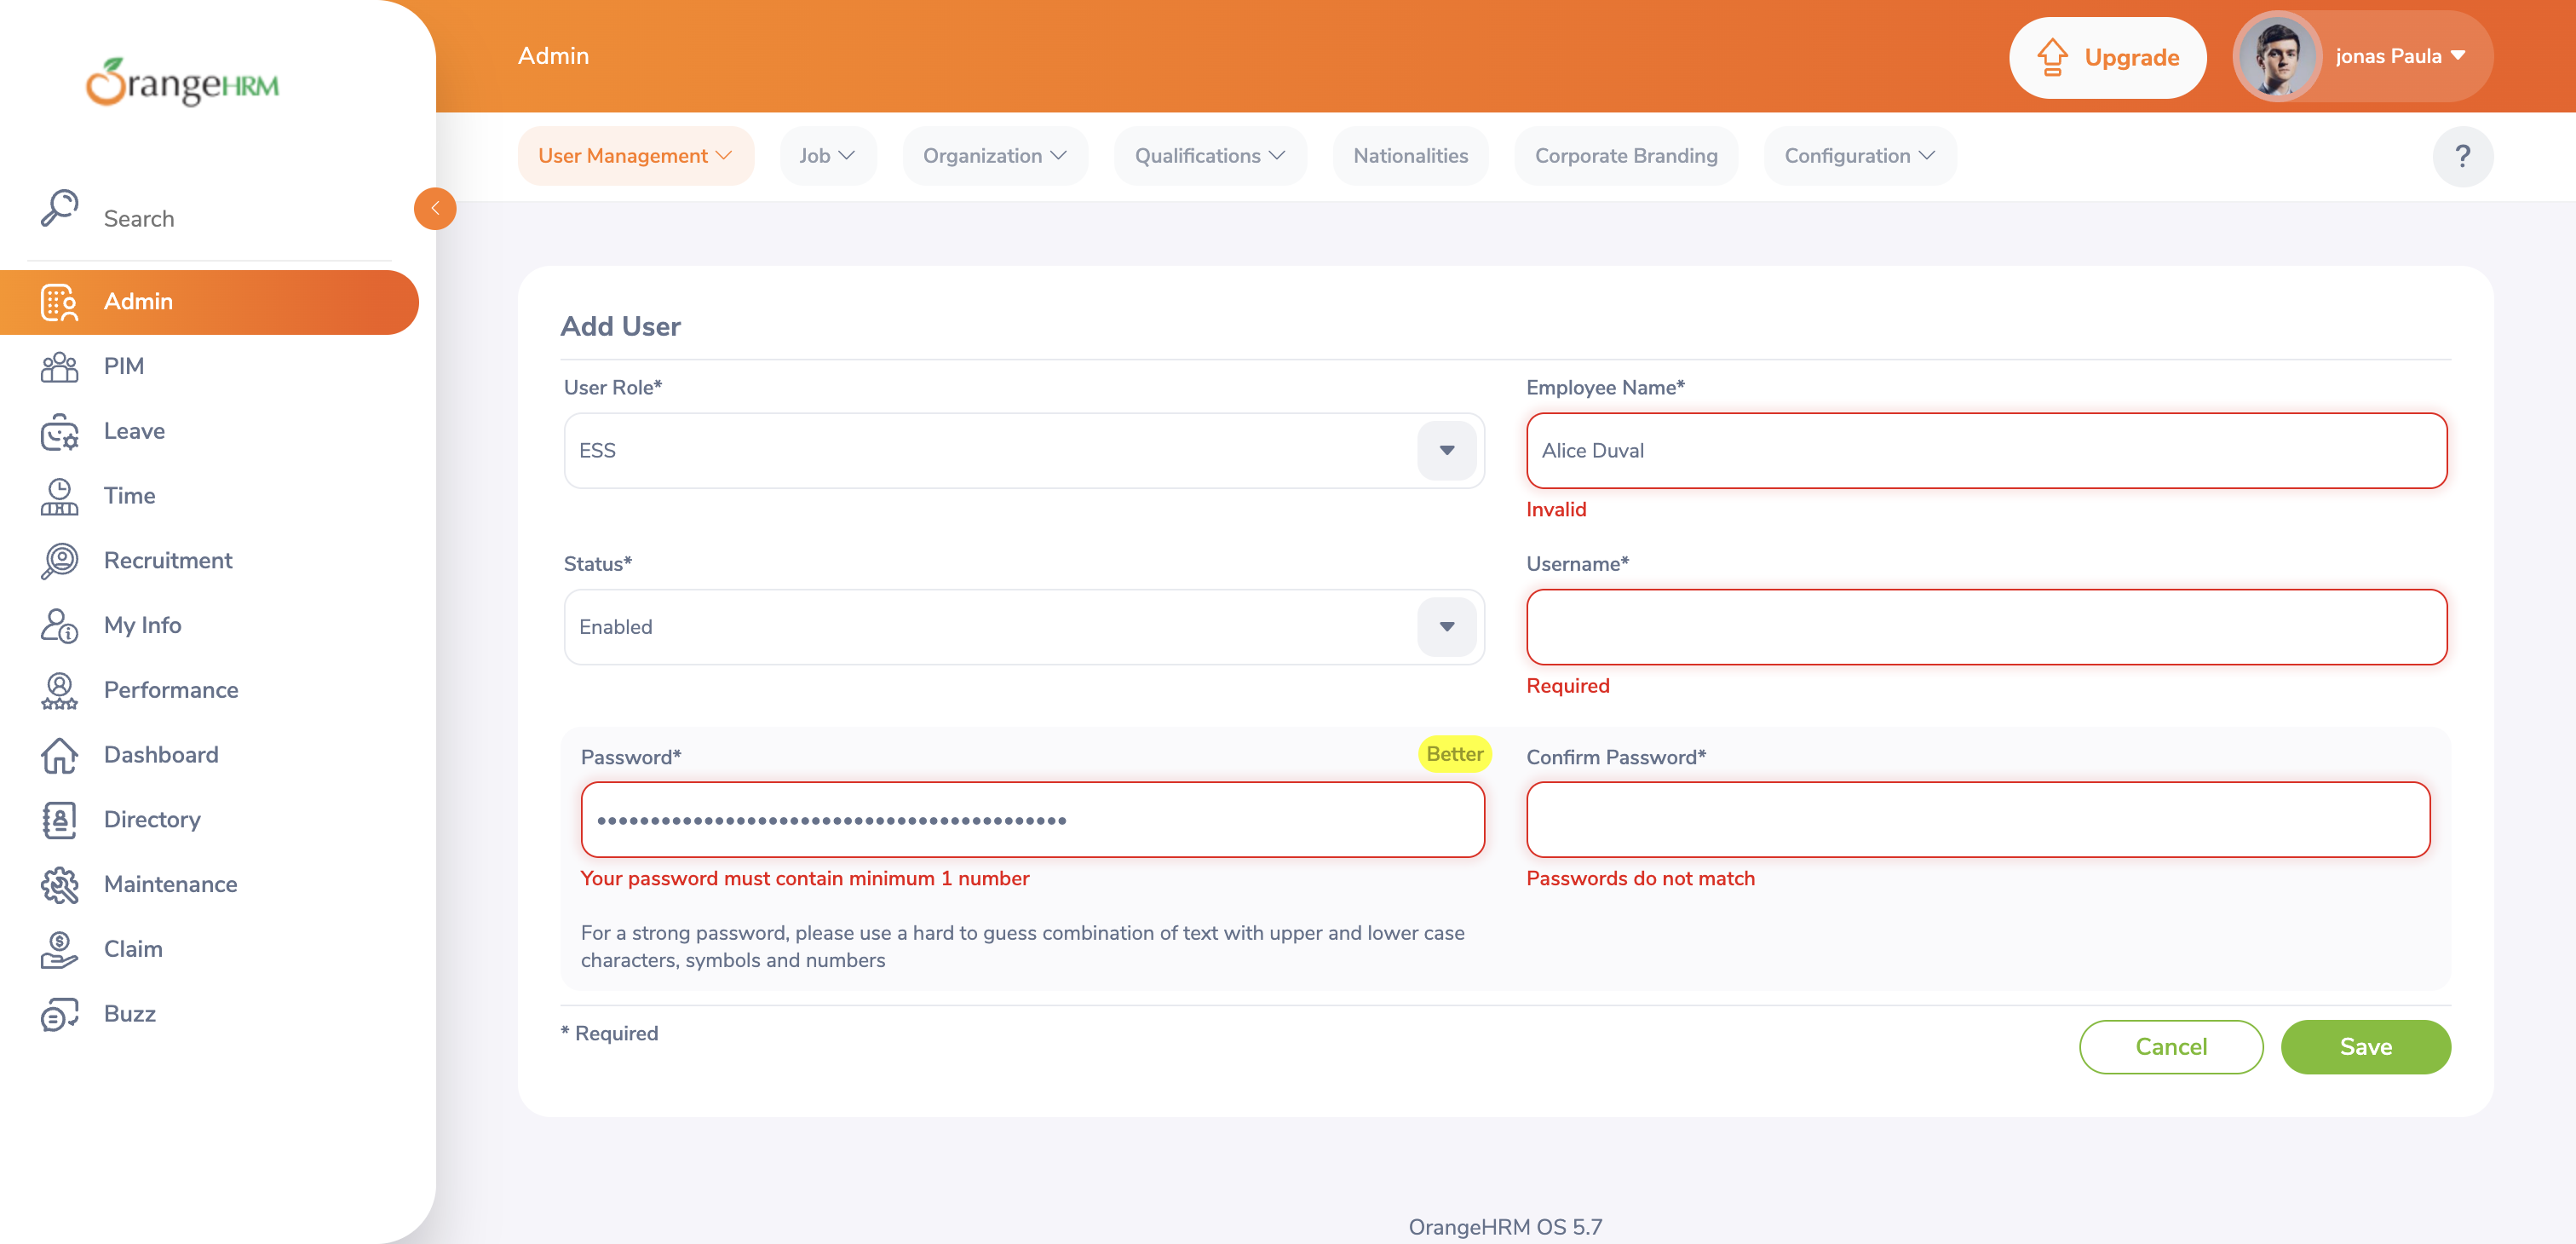 OrangeHRM
Search
Admin
PIM
Leave
Time
Recruitment
My Info
Performance
Dashboard
Directory
Maintenance
Claim
Buzz
Admin
Upgrade
jonas Paula
User Management
Job
Organization
Qualifications
Nationalities
Corporate Branding
Configuration
?
Add User
User Role*
ESS
Employee Name*
Alice Duval
Invalid
Status*
Enabled
Username*
Required
Password*
Better
Your password must contain minimum 1 number
For a strong password, please use a hard to guess combination of text with upper and lower case
characters, symbols and numbers
Confirm Password*
Passwords do not match
* Required
Cancel
Save
OrangeHRM OS 5.7